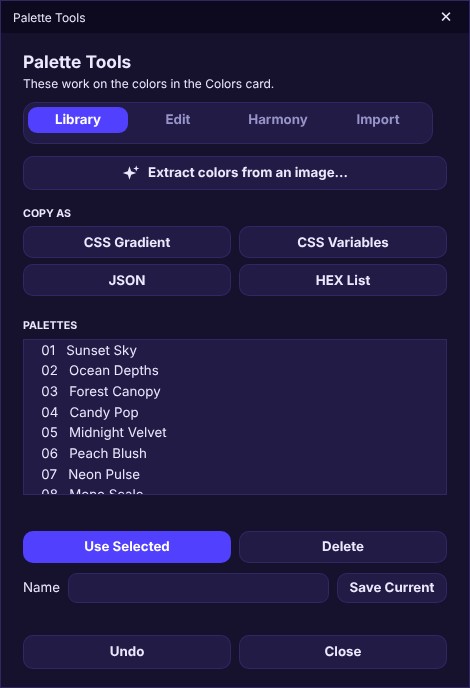 Palette Tools
Palette Tools
These work on the colors in the Colors card.
Library Edit Harmony Import
Extract colors from an image...
COPY AS
CSS Gradient CSS Variables
JSON HEX List
PALETTES
01 Sunset Sky
02 Ocean Depths
03 Forest Canopy
04 Candy Pop
05 Midnight Velvet
06 Peach Blush
07 Neon Pulse
08 Mono Scale
Use Selected Delete
Name Save Current
Undo Close